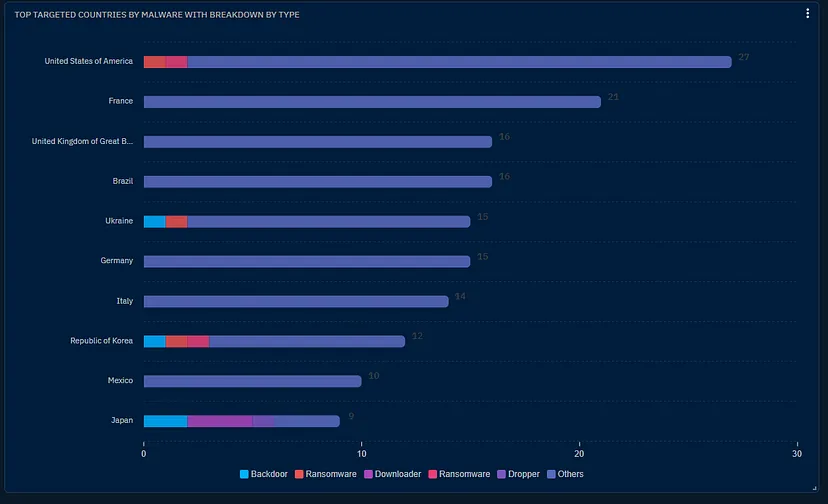 TOP TARGETED COUNTRIES BY MALWARE WITH BREAKDOWN BY TYPE
United States of America 27
France 21
United Kingdom of Great B... 16
Brazil 16
Ukraine 15
Germany 15
Italy 14
Republic of Korea 12
Mexico 10
Japan 9
0 10 20 30
Backdoor Ransomware Downloader Ransomware Dropper Others